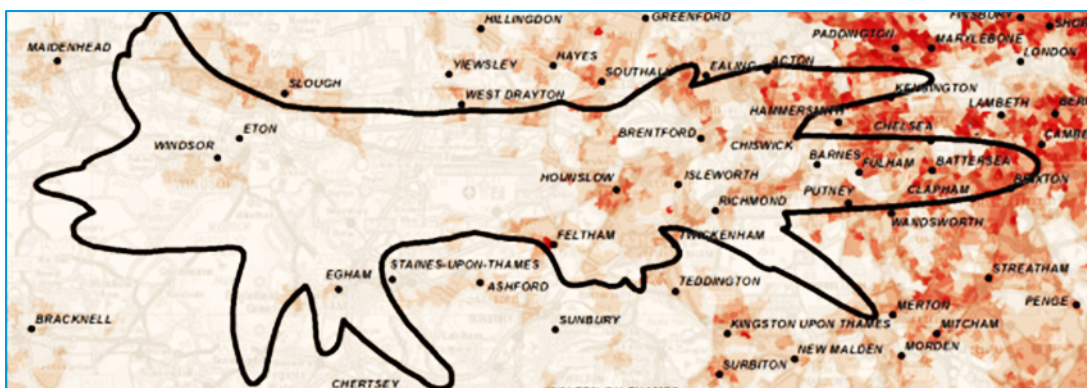 HILLINGDON
GREENFORD
FINSBURY
MAIDENHEAD
PADDINGTON
MARYLEBONE
LONDON
YIEWSLEY
HAYES
SOUTHALL
EALING
ACTON
SLOUGH
WEST DRAYTON
KENSINGTON
LAMBETH
HAMMERSMITH
ETON
WINDSOR
BRENTFORD
CHISWICK
CHELSEA
BARNES
FULHAM
BATTERSEA
HOUNSLOW
ISLEWORTH
PUTNEY
CLAPHAM
BRIXTON
RICHMOND
WANDSWORTH
FELTHAM
TWICKENHAM
EGHAM
STAINES-UPON-THAMES
ASHFORD
TEDDINGTON
STREATHAM
MERTON
PENGE
BRACKNELL
SUNBURY
KINGSTON UPON THAMES
MITCHAM
NEW MALDEN
MORDEN
SURBITON
CHERTSEY